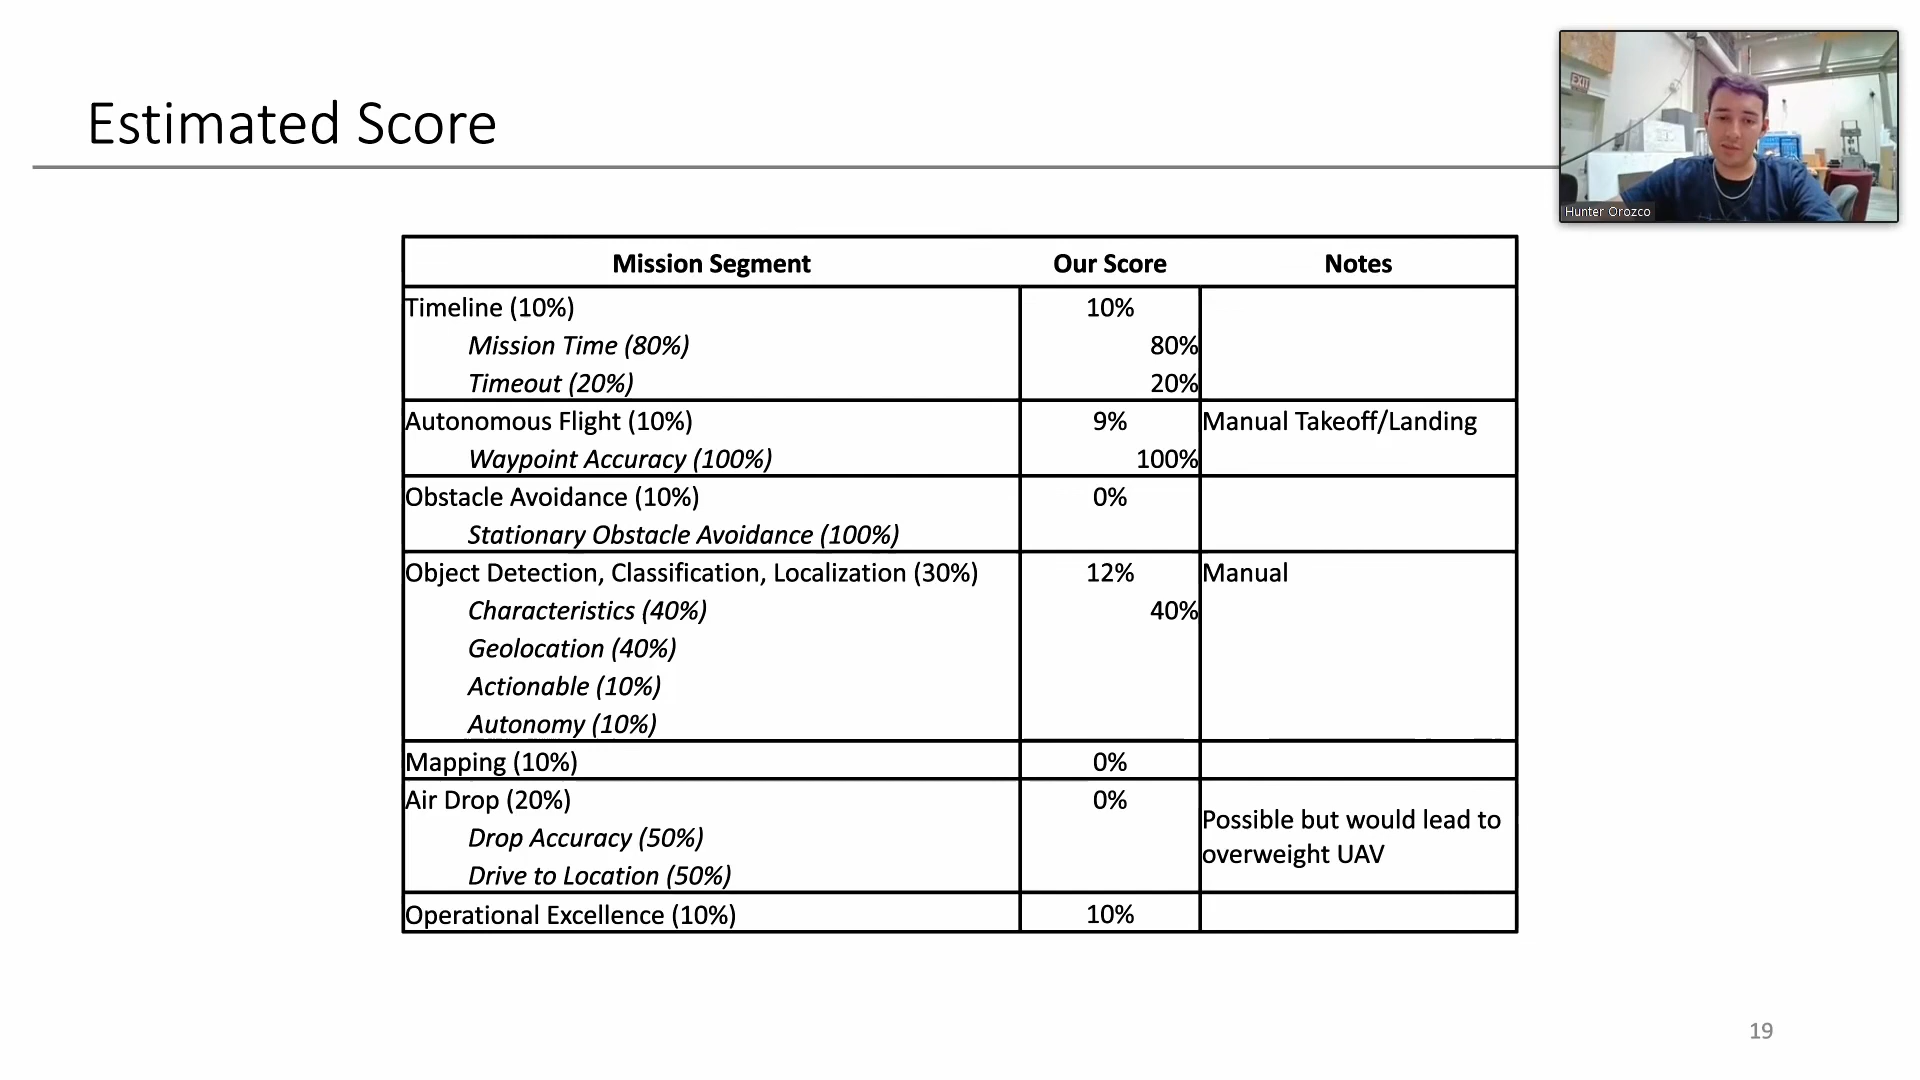 Estimated Score
EXIT
Hunter Orozco
Mission Segment Our Score Notes
Timeline (10%) 10%
Mission Time (80%) 80%
Timeout (20%) 20%
Autonomous Flight (10%) 9% Manual Takeoff/Landing
Waypoint Accuracy (100%) 100%
Obstacle Avoidance (10%) 0%
Stationary Obstacle Avoidance (100%)
Object Detection, Classification, Localization (30%) 12% Manual
Characteristics (40%) 40%
Geolocation (40%)
Actionable (10%)
Autonomy (10%)
Mapping (10%) 0%
Air Drop (20%) 0%
Possible but would lead to
Drop Accuracy (50%)
overweight UAV
Drive to Location (50%)
Operational Excellence (10%) 10%
19